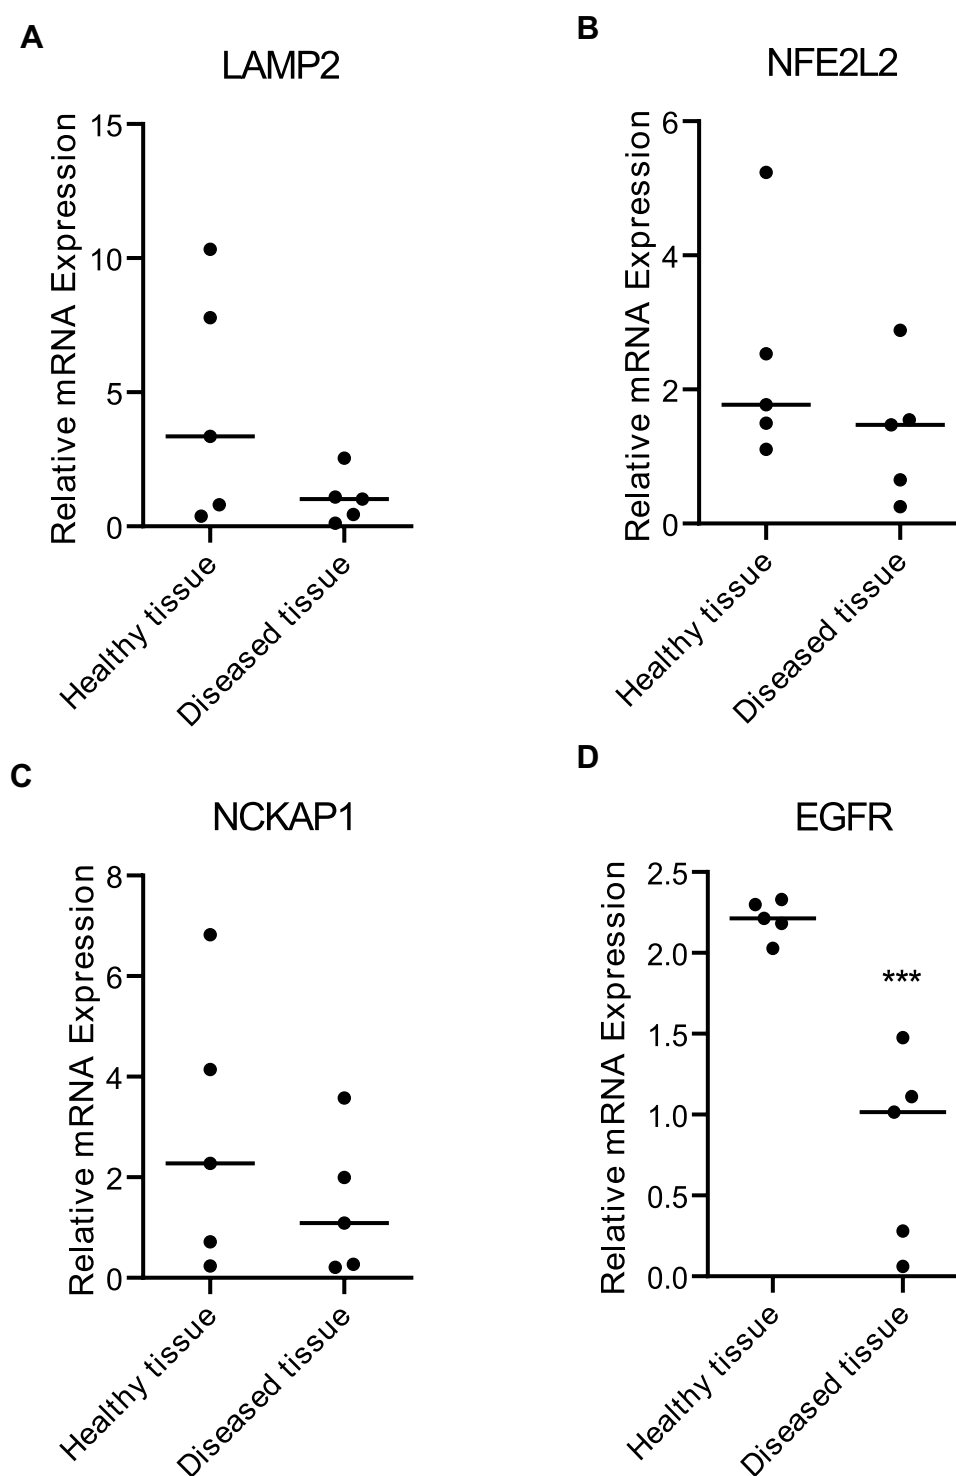 A
LAMP2
Relative mRNA Expression
15
10
5
0
Healthy tissue
Diseased tissue
B
NFE2L2
Relative mRNA Expression
6
4
2
0
Healthy tissue
Diseased tissue
C
NCKAP1
Relative mRNA Expression
8
6
4
2
0
Healthy tissue
Diseased tissue
D
EGFR
Relative mRNA Expression
2.5
2.0
1.5
1.0
0.5
0.0
***
Healthy tissue
Diseased tissue